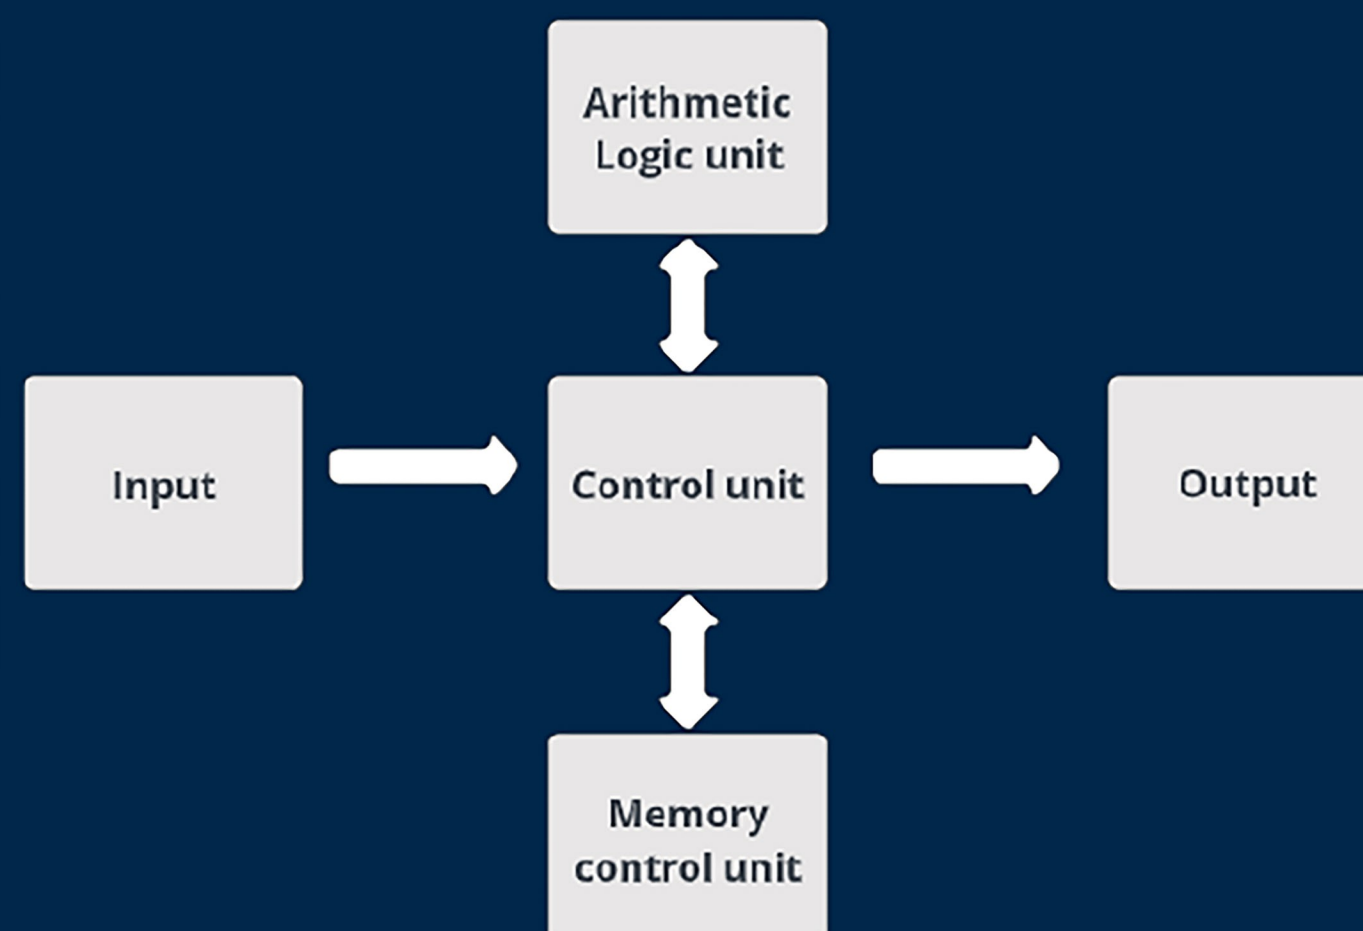 Arithmetic
Logic unit
Input
Control unit
Output
Memory
control unit